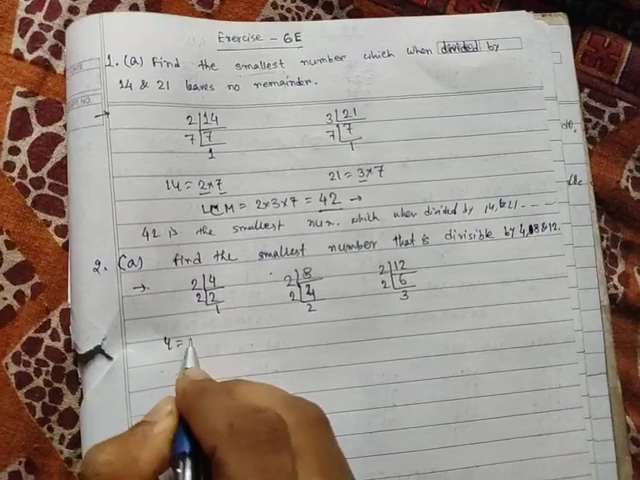 Exercise - 6E
1. (a) Find the smallest number which when divided by
14 & 21 leaves no remainder.
→ 2 14 3 21
7 7 7 7
1 1
14 = 2×7 21 = 3×7
LCM = 2×3×7 = 42 →
42 is the smallest num. which when divided by 14, & 21 - - - -
2. (a) find the smallest number that is divisible by 4, 8 & 12.
→ 2 4 2 8 2 12
2 2 2 4 2 6
1 2 3
4 =